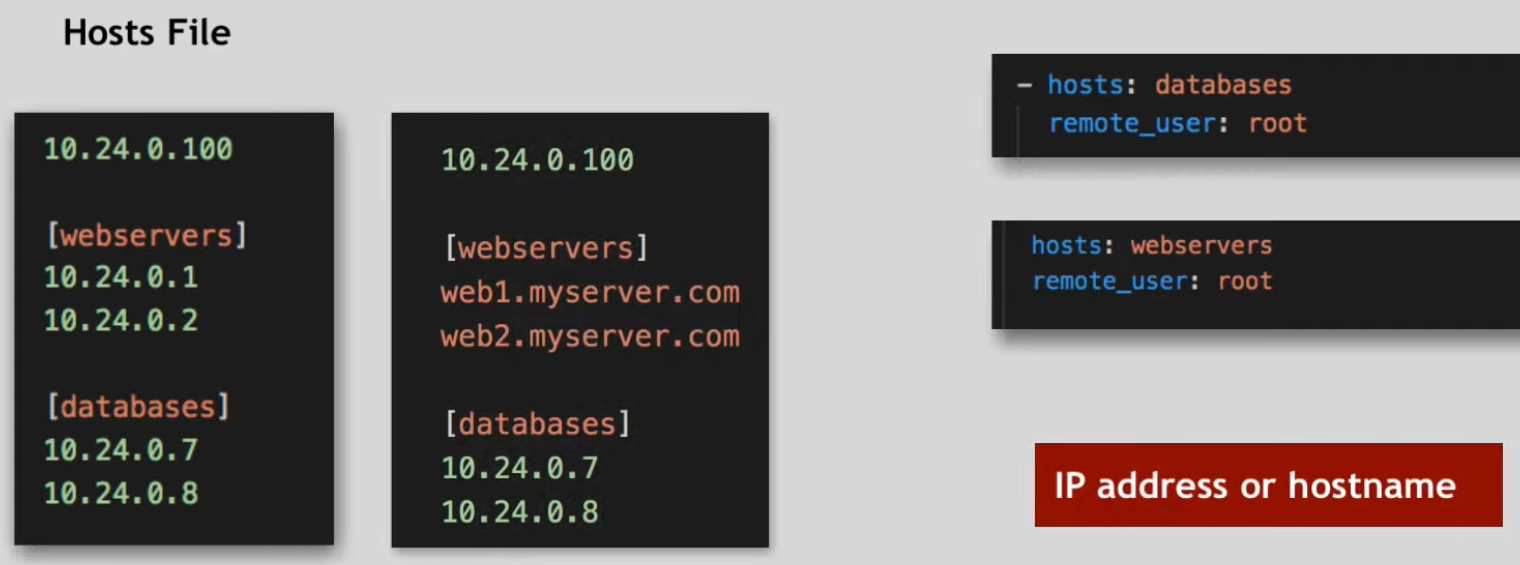 Hosts File
10.24.0.100
[webservers]
10.24.0.1
10.24.0.2
[databases]
10.24.0.7
10.24.0.8
10.24.0.100
[webservers]
web1.myserver.com
web2.myserver.com
[databases]
10.24.0.7
10.24.0.8
- hosts: databases
remote_user: root
hosts: webservers
remote_user: root
IP address or hostname